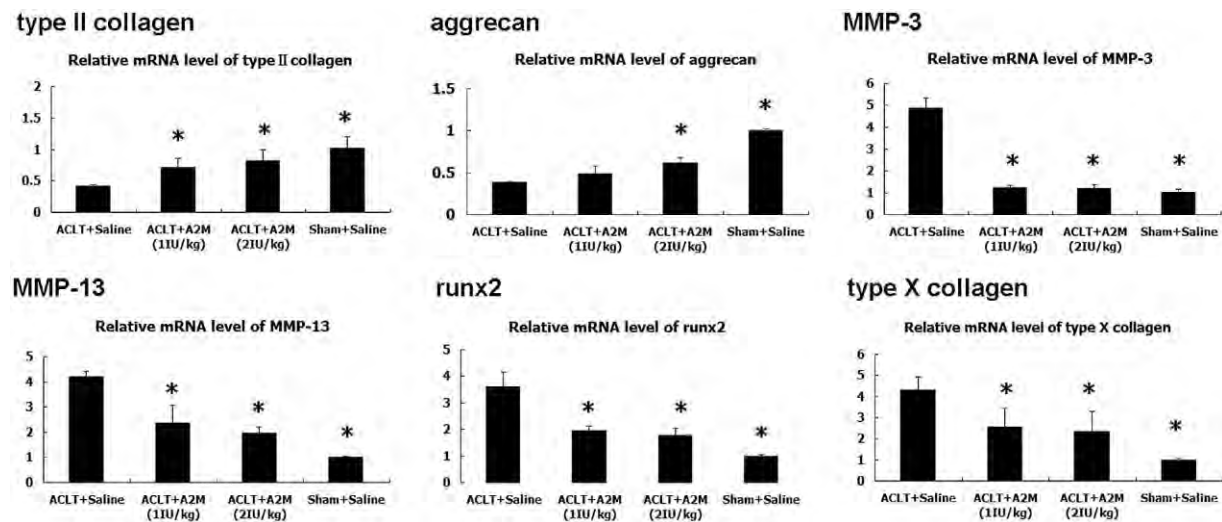 type II collagen
Relative mRNA level of type II collagen
2
1.5
1
0.5
0
*
*
*
ACLT+Saline ACLT+A2M (1IU/kg) ACLT+A2M (2IU/kg) Sham+Saline
aggrecan
Relative mRNA level of aggrecan
1.5
1
0.5
0
*
*
ACLT+Saline ACLT+A2M (1IU/kg) ACLT+A2M (2IU/kg) Sham+Saline
MMP-3
Relative mRNA level of MMP-3
6
5
4
3
2
1
0
*
*
*
ACLT+Saline ACLT+A2M (1IU/kg) ACLT+A2M (2IU/kg) Sham+Saline
MMP-13
Relative mRNA level of MMP-13
5
4
3
2
1
0
*
*
*
ACLT+Saline ACLT+A2M (1IU/kg) ACLT+A2M (2IU/kg) Sham+Saline
runx2
Relative mRNA level of runx2
5
4
3
2
1
0
*
*
*
ACLT+Saline ACLT+A2M (1IU/kg) ACLT+A2M (2IU/kg) Sham+Saline
type X collagen
Relative mRNA level of type X collagen
6
5
4
3
2
1
0
*
*
*
ACLT+Saline ACLT+A2M (1IU/kg) ACLT+A2M (2IU/kg) Sham+Saline